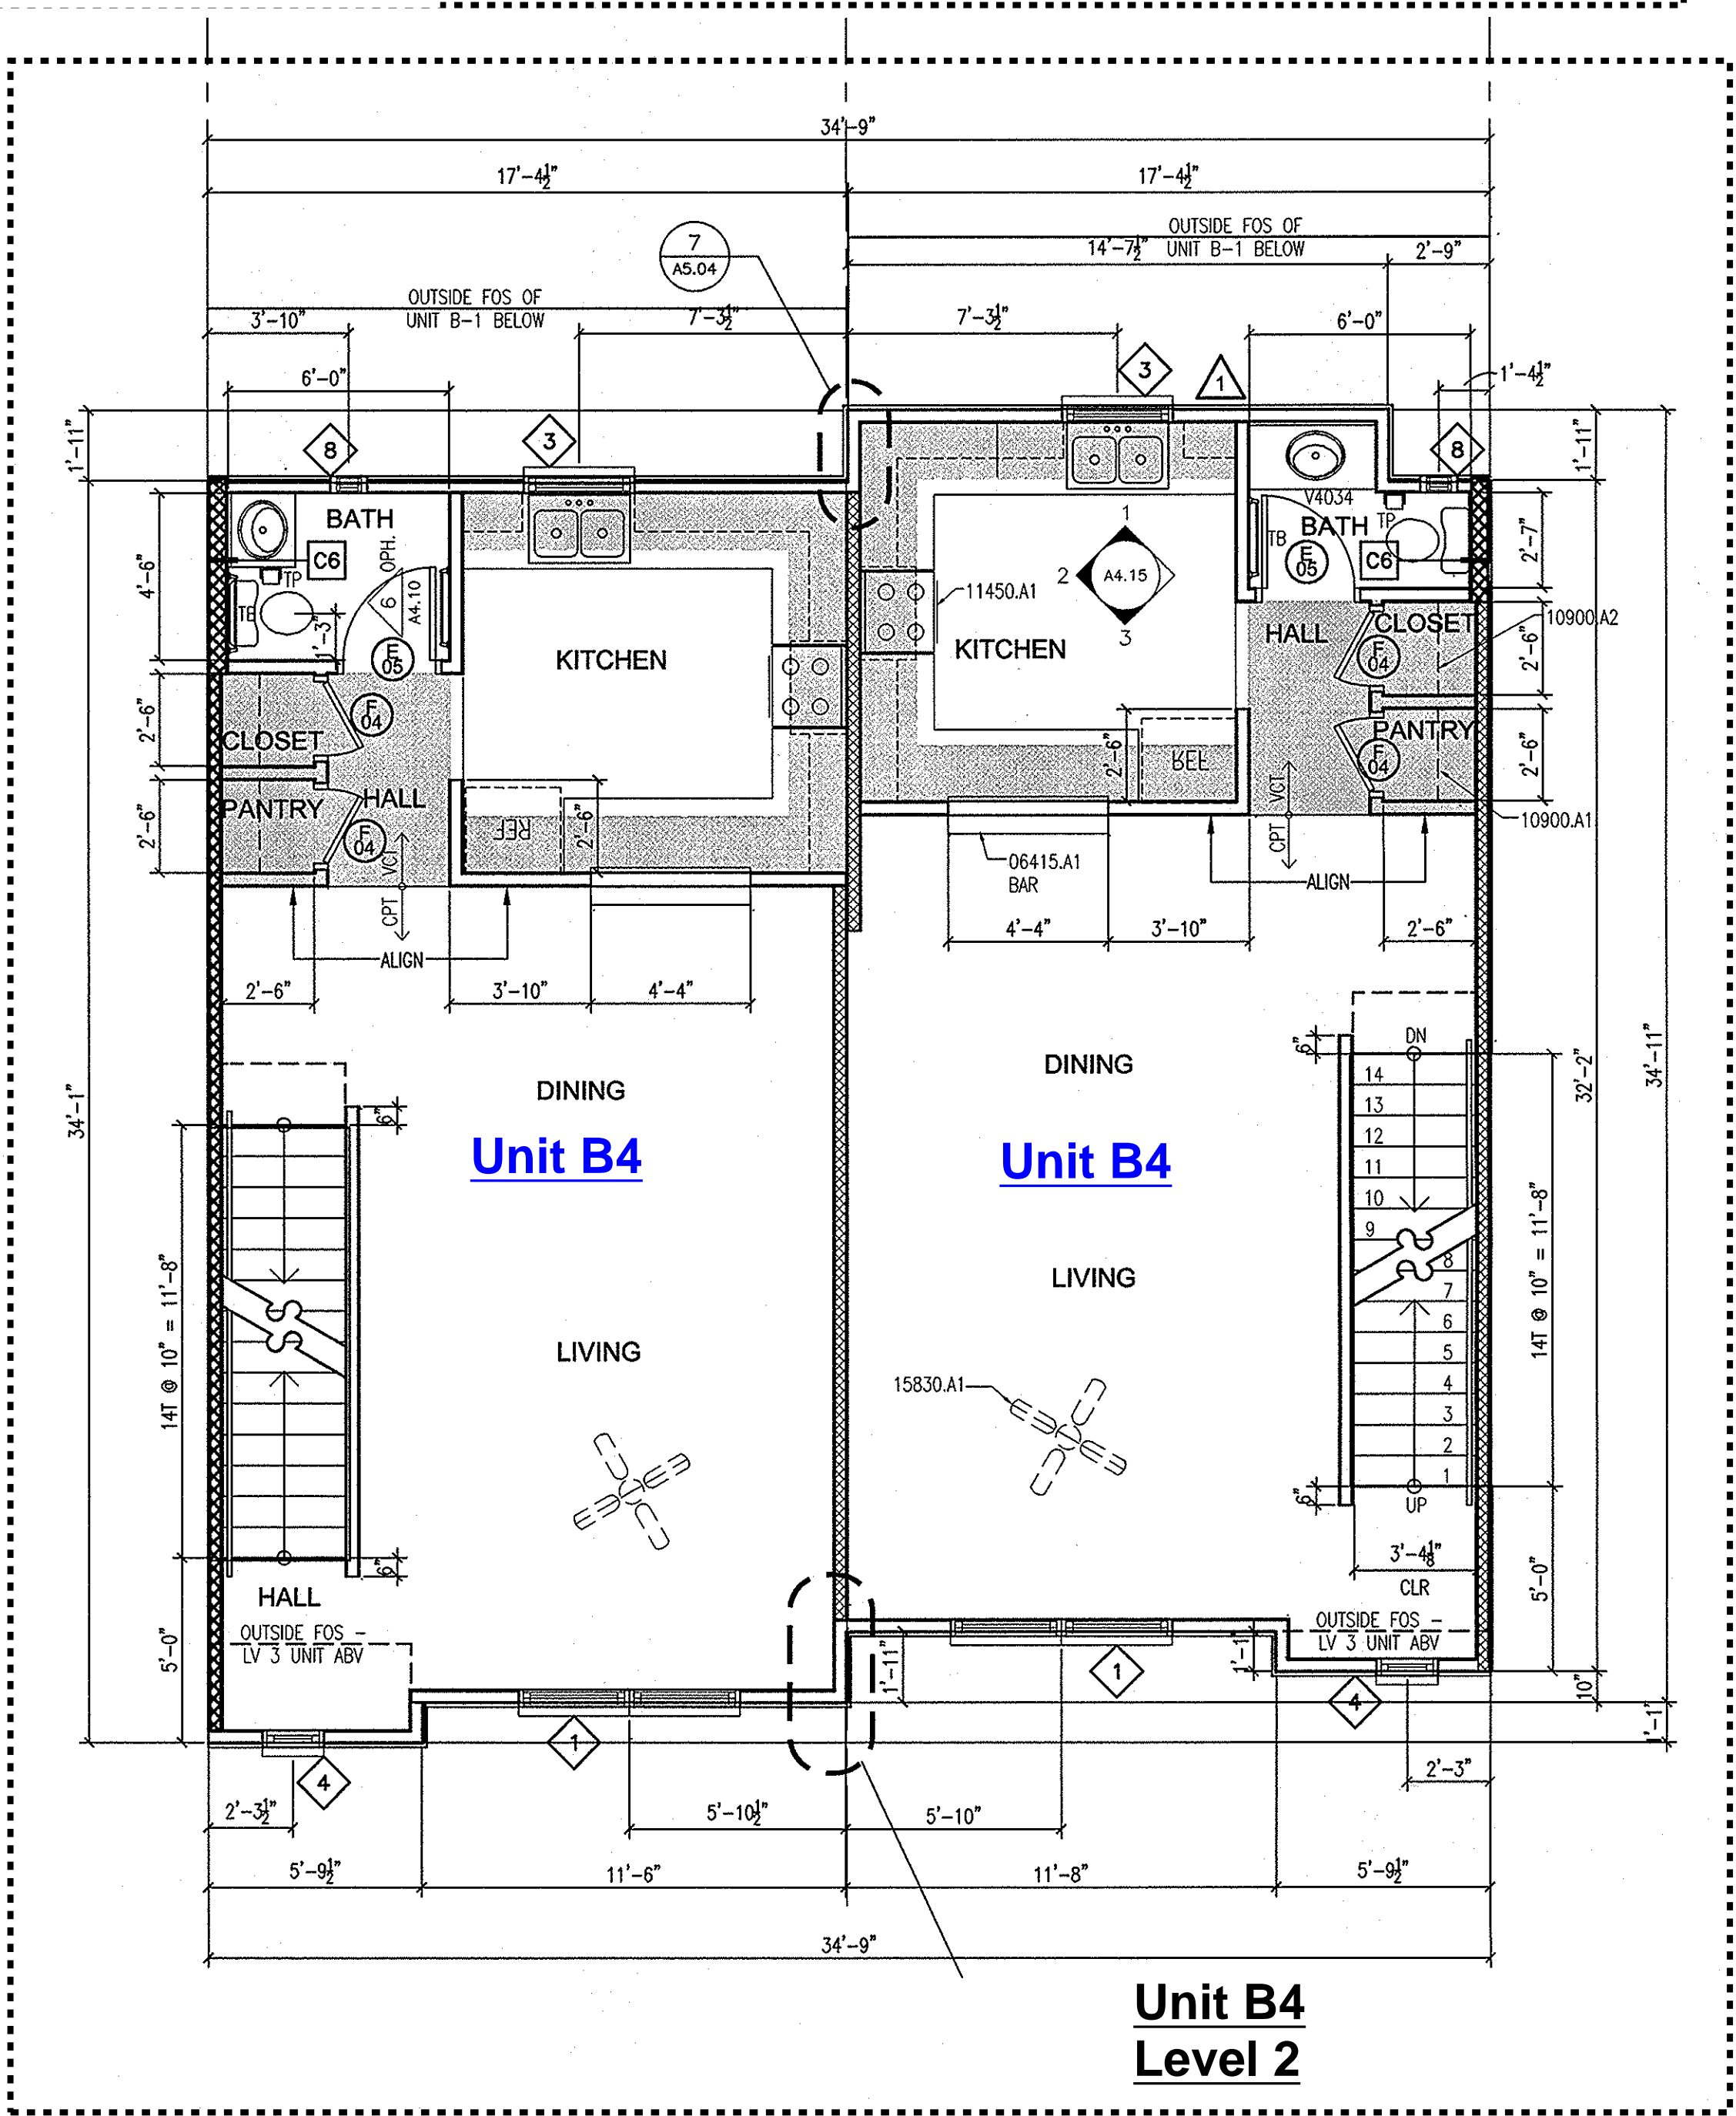 34'-9"
17'-4½" 17'-4½"
OUTSIDE FOS OF
14'-7½" UNIT B-1 BELOW 2'-9"
7
A5.04
OUTSIDE FOS OF
3'-10" UNIT B-1 BELOW 7'-3½" 7'-3½" 6'-0"
6'-0" 3 1 1'-4½"
1'-11" 8 3 8 1'-11"
V4034
BATH 1 TB BATH TP 2'-7"
OPH. E
05
C6 C6
4'-6" TP 2 A4.15
TB 6 A4.10 11450.A1 10900.A2
1'-3" 3 HALL CLOSET
E
05
KITCHEN KITCHEN F
04
2'-6"
2'-6" F
04
CLOSET PANTRY
2'-6" REF F
04
2'-6"
PANTRY HALL VCT
2'-6" F
04
VCT REF 2'-6" 10900.A1
CPT 06415.A1
BAR
CPT ALIGN
ALIGN 4'-4" 3'-10" 2'-6"
2'-6" 3'-10" 4'-4"
6" DN
DINING 14
DINING 13
6" 12
Unit B4 Unit B4 11
34'-1" 10 32'-2" 34'-11"
9
LIVING 8
7
14T @ 10" = 11'-8" 6 14T @ 10" = 11'-8"
LIVING 5
15830.A1 4
3
2
1
6" 6" UP
3'-4⅛"
CLR
HALL
OUTSIDE FOS - OUTSIDE FOS -
LV 3 UNIT ABV LV 3 UNIT ABV
5'-0" 1'-11" 1'-1" 5'-0"
1 4 10"
1 1'-1"
4 2'-3"
2'-3½" 5'-10½" 5'-10"
5'-9½" 11'-6" 11'-8" 5'-9½"
34'-9"
Unit B4
Level 2